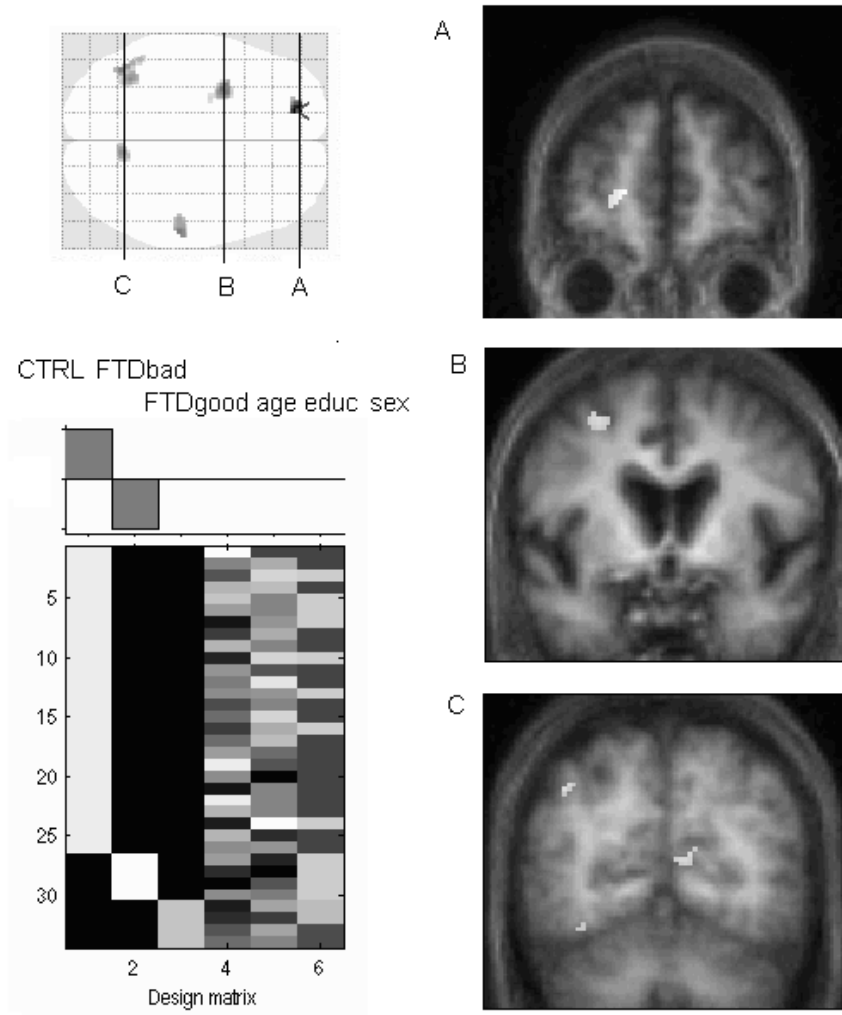 A
C B A
CTRL FTDbad
FTDgood age educ sex
B
5
10
15
20
25
30
2 4 6
Design matrix
C